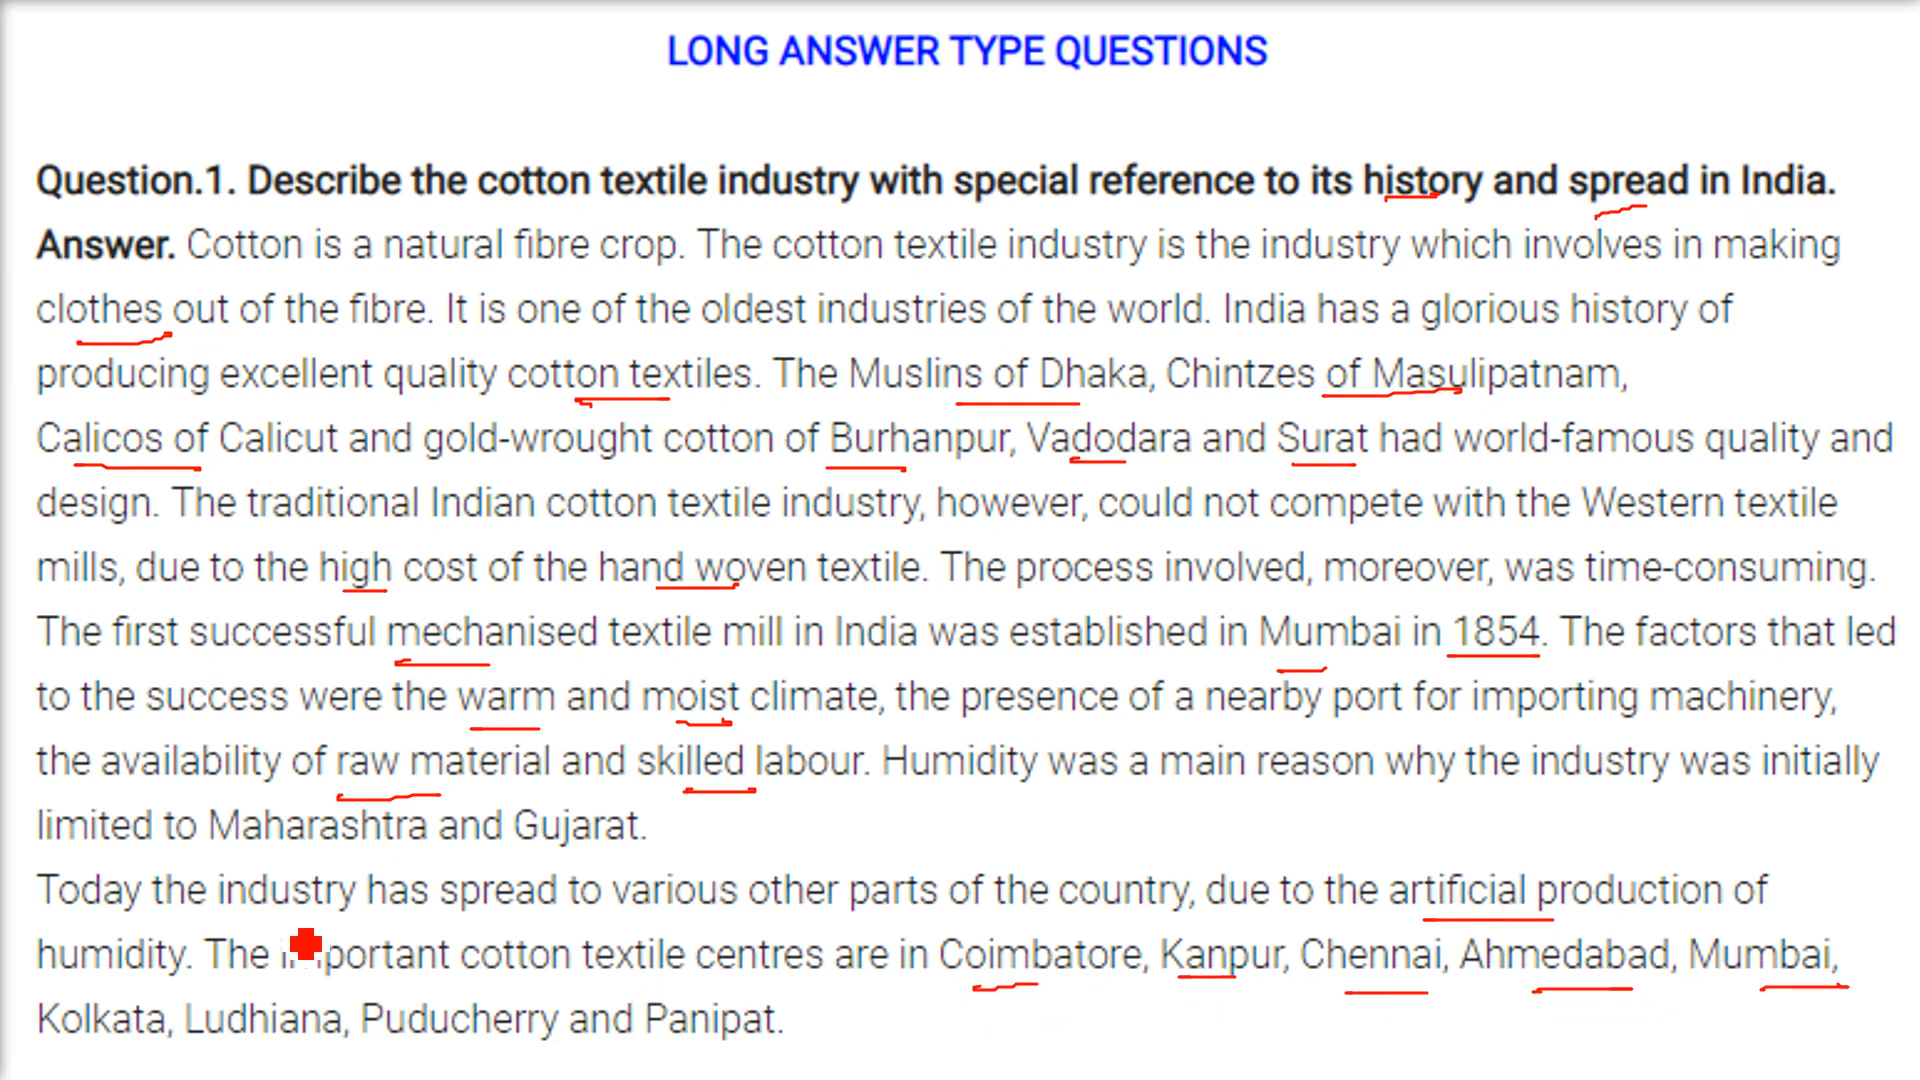 LONG ANSWER TYPE QUESTIONS
Question.1. Describe the cotton textile industry with special reference to its history and spread in India.
Answer. Cotton is a natural fibre crop. The cotton textile industry is the industry which involves in making
clothes out of the fibre. It is one of the oldest industries of the world. India has a glorious history of
producing excellent quality cotton textiles. The Muslins of Dhaka, Chintzes of Masulipatnam,
Calicos of Calicut and gold-wrought cotton of Burhanpur, Vadodara and Surat had world-famous quality and
design. The traditional Indian cotton textile industry, however, could not compete with the Western textile
mills, due to the high cost of the hand woven textile. The process involved, moreover, was time-consuming.
The first successful mechanised textile mill in India was established in Mumbai in 1854. The factors that led
to the success were the warm and moist climate, the presence of a nearby port for importing machinery,
the availability of raw material and skilled labour. Humidity was a main reason why the industry was initially
limited to Maharashtra and Gujarat.
Today the industry has spread to various other parts of the country, due to the artificial production of
humidity. The important cotton textile centres are in Coimbatore, Kanpur, Chennai, Ahmedabad, Mumbai,
Kolkata, Ludhiana, Puducherry and Panipat.